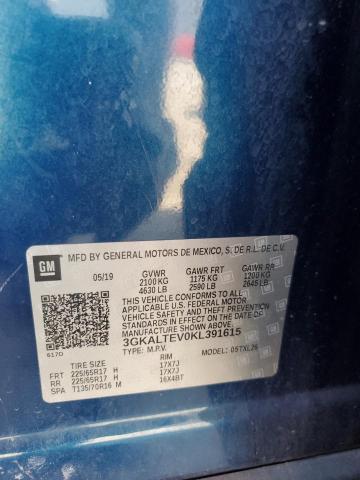 MFD BY GENERAL MOTORS DE MEXICO, S. DE R.L. DE C.V.
GM
05/19 GVWR GAWR FRT GAWR RR
2100 KG 1175 KG 1200 KG
4630 LB 2590 LB 2645 LB
THIS VEHICLE CONFORMS TO ALL APPLICABLE U.S. FEDERAL MOTOR VEHICLE SAFETY, BUMPER, AND THEFT PREVENTION STANDARDS IN EFFECT ON THE DATE OF MANUFACTURE SHOWN ABOVE.
3GKALTEV0KL391615
617D
TYPE: M.P.V. MODEL: 05TXL26
TIRE SIZE RIM
FRT 225/65R17 H 17X7J
RR 225/65R17 H 17X7J
SPA T135/70R16 M 16X4BT